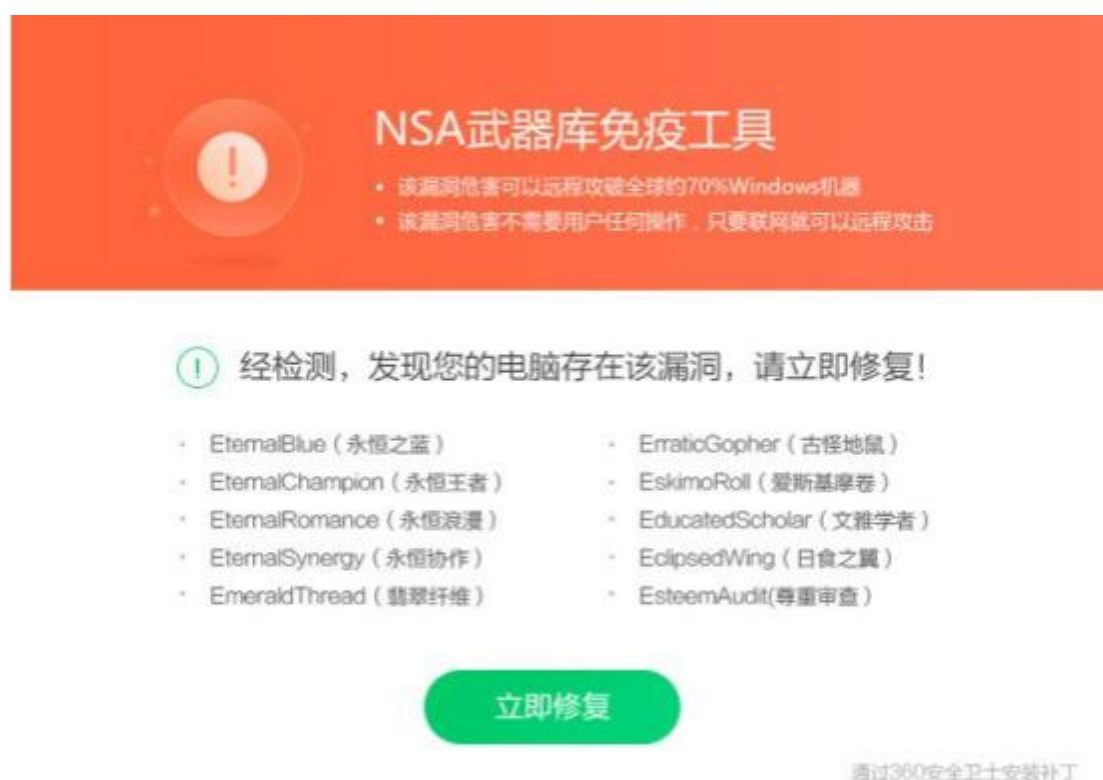 NSA武器库免疫工具
• 该漏洞危害可以远程攻破全球约70%Windows机器
• 该漏洞危害不需要用户任何操作，只要联网就可以远程攻击
! 经检测，发现您的电脑存在该漏洞，请立即修复！
· EternalBlue（永恒之蓝）
· EternalChampion（永恒王者）
· EternalRomance（永恒浪漫）
· EternalSynergy（永恒协作）
· EmeraldThread（翡翠纤维）
· ErraticGopher（古怪地鼠）
· EskimoRoll（爱斯基摩卷）
· EducatedScholar（文雅学者）
· EclipsedWing（日食之翼）
· EsteemAudit(尊重审查）
立即修复
通过360安全卫士安装补丁